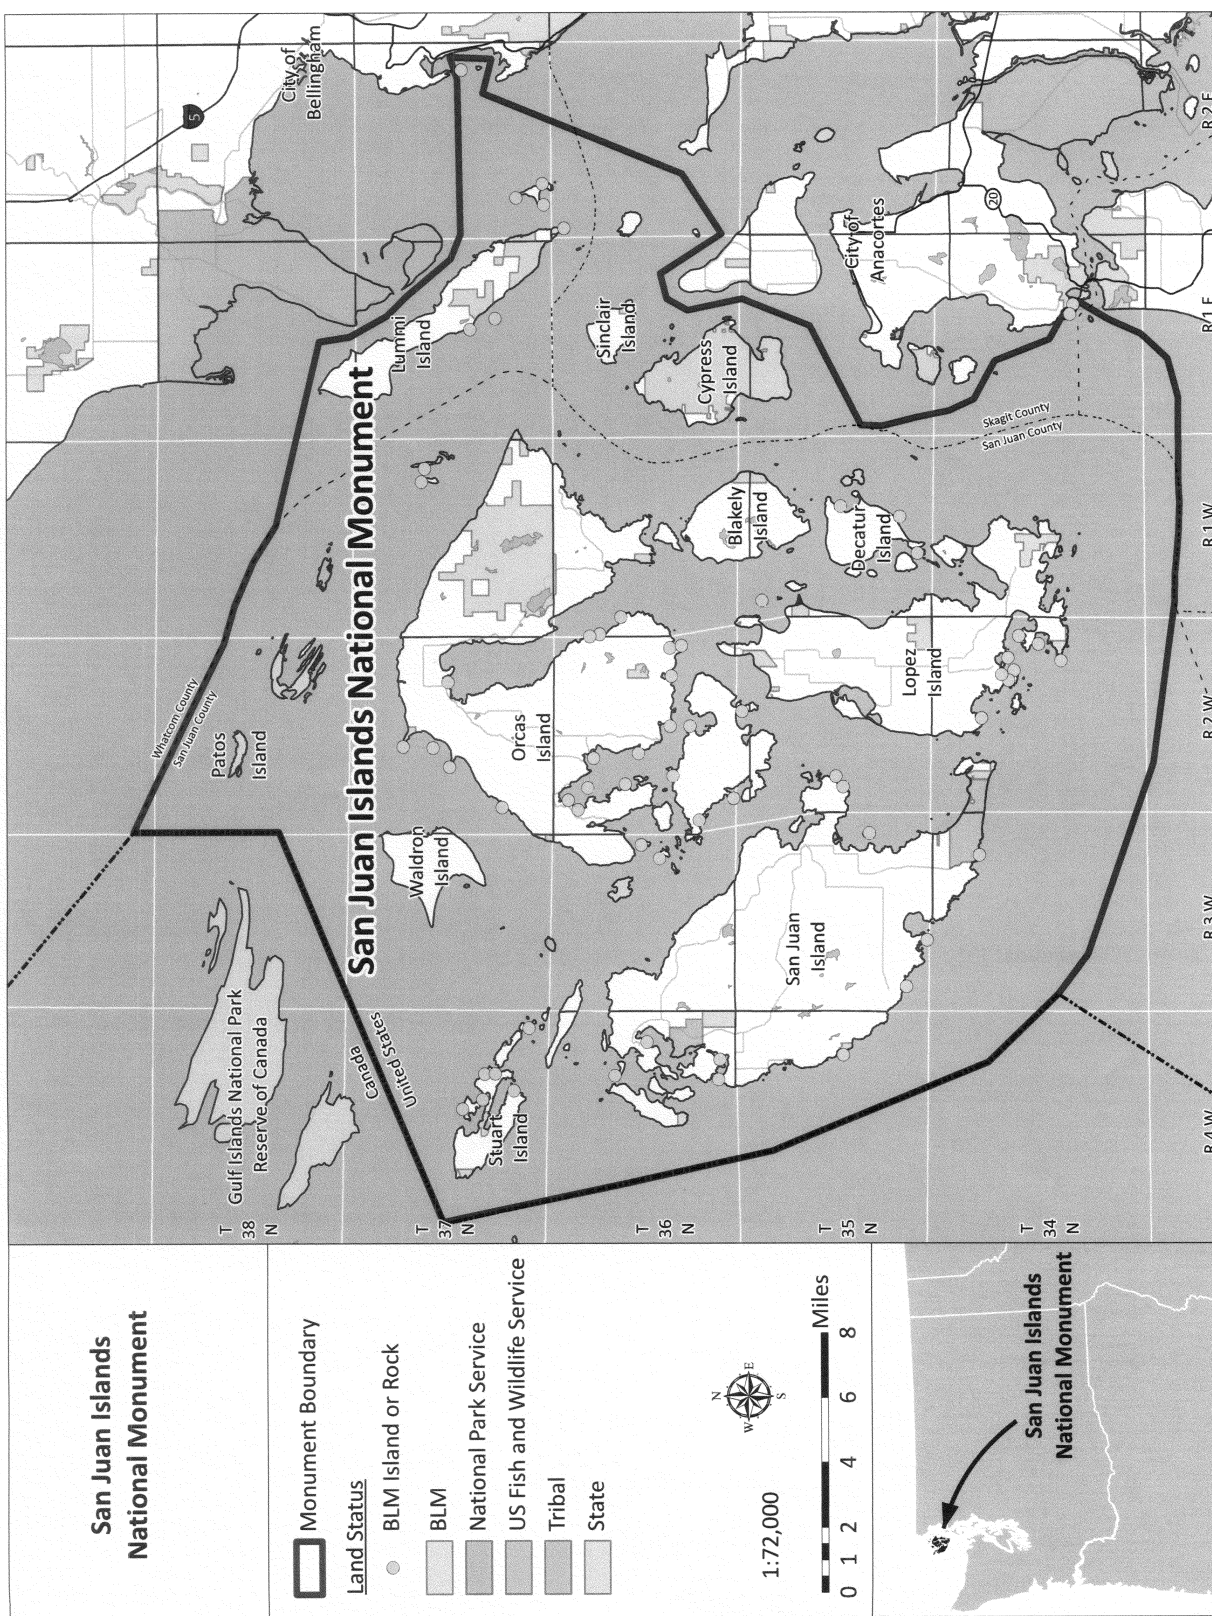 San Juan Islands
National Monument
Monument Boundary
Land Status
BLM Island or Rock
BLM
National Park Service
US Fish and Wildlife Service
Tribal
State
1:72,000
N
E
S
W
0 1 2 4 6 8 Miles
San Juan Islands
National Monument
San Juan Islands National Monument
Gulf Islands National Park
Reserve of Canada
Canada
United States
Whatcom County
San Juan County
Patos
Island
Waldron
Island
Stuart
Island
Orcas
Island
San Juan
Island
Lopez
Island
Decatur
Island
Blakely
Island
Cypress
Island
Sinclair
Island
Lummi
Island
Skagit County
San Juan County
City of
Bellingham
City of
Anacortes
5
20
T
38
N
T
37
N
T
36
N
T
35
N
T
34
N
R 4 W
R 3 W
R 2 W
R 1 W
R 1 E
R 2 E